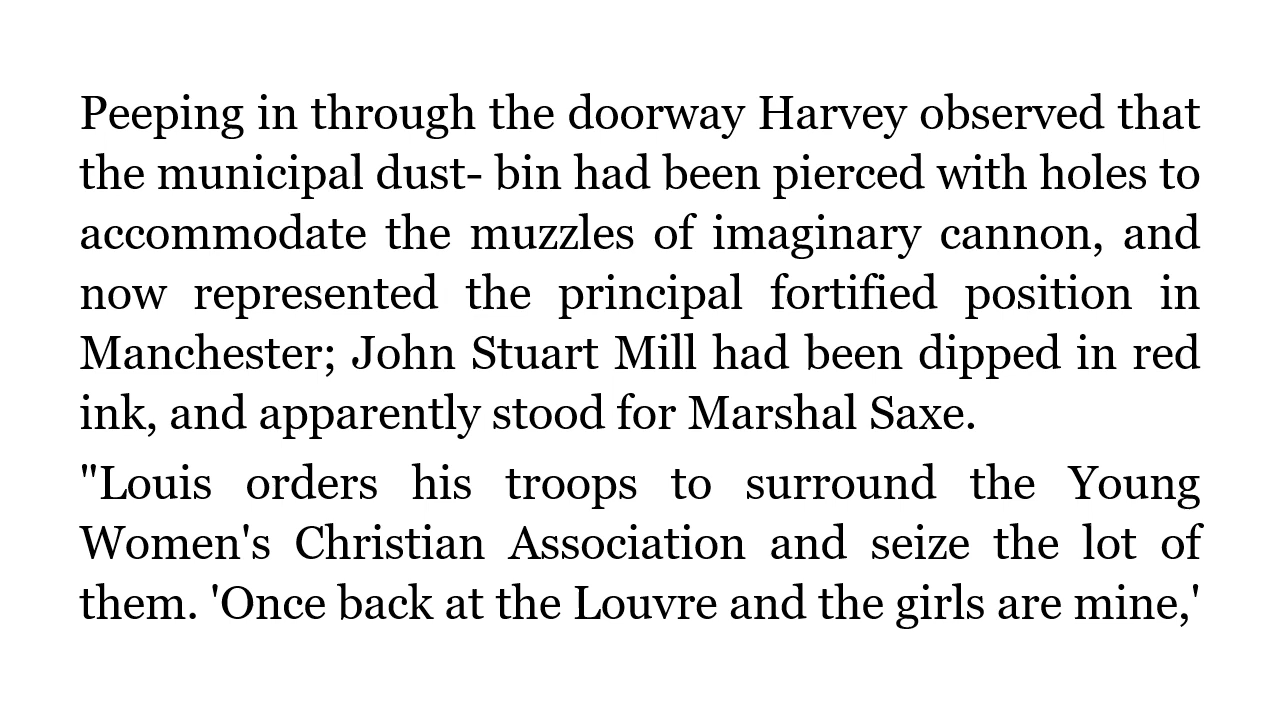 Peeping in through the doorway Harvey observed that
the municipal dust- bin had been pierced with holes to
accommodate the muzzles of imaginary cannon, and
now represented the principal fortified position in
Manchester; John Stuart Mill had been dipped in red
ink, and apparently stood for Marshal Saxe.
"Louis orders his troops to surround the Young
Women's Christian Association and seize the lot of
them. 'Once back at the Louvre and the girls are mine,'